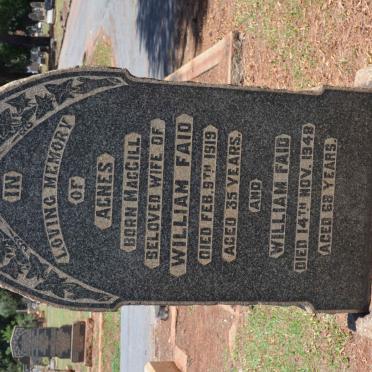 IN
LOVING MEMORY
OF
AGNES
BORN MACGILL
BELOVED WIFE OF
WILLIAM FAID
DIED FEB. 9TH 1919
AGED 35 YEARS.
AND
WILLIAM FAID
DIED 14TH NOV. 1948
AGED 68 YEARS.